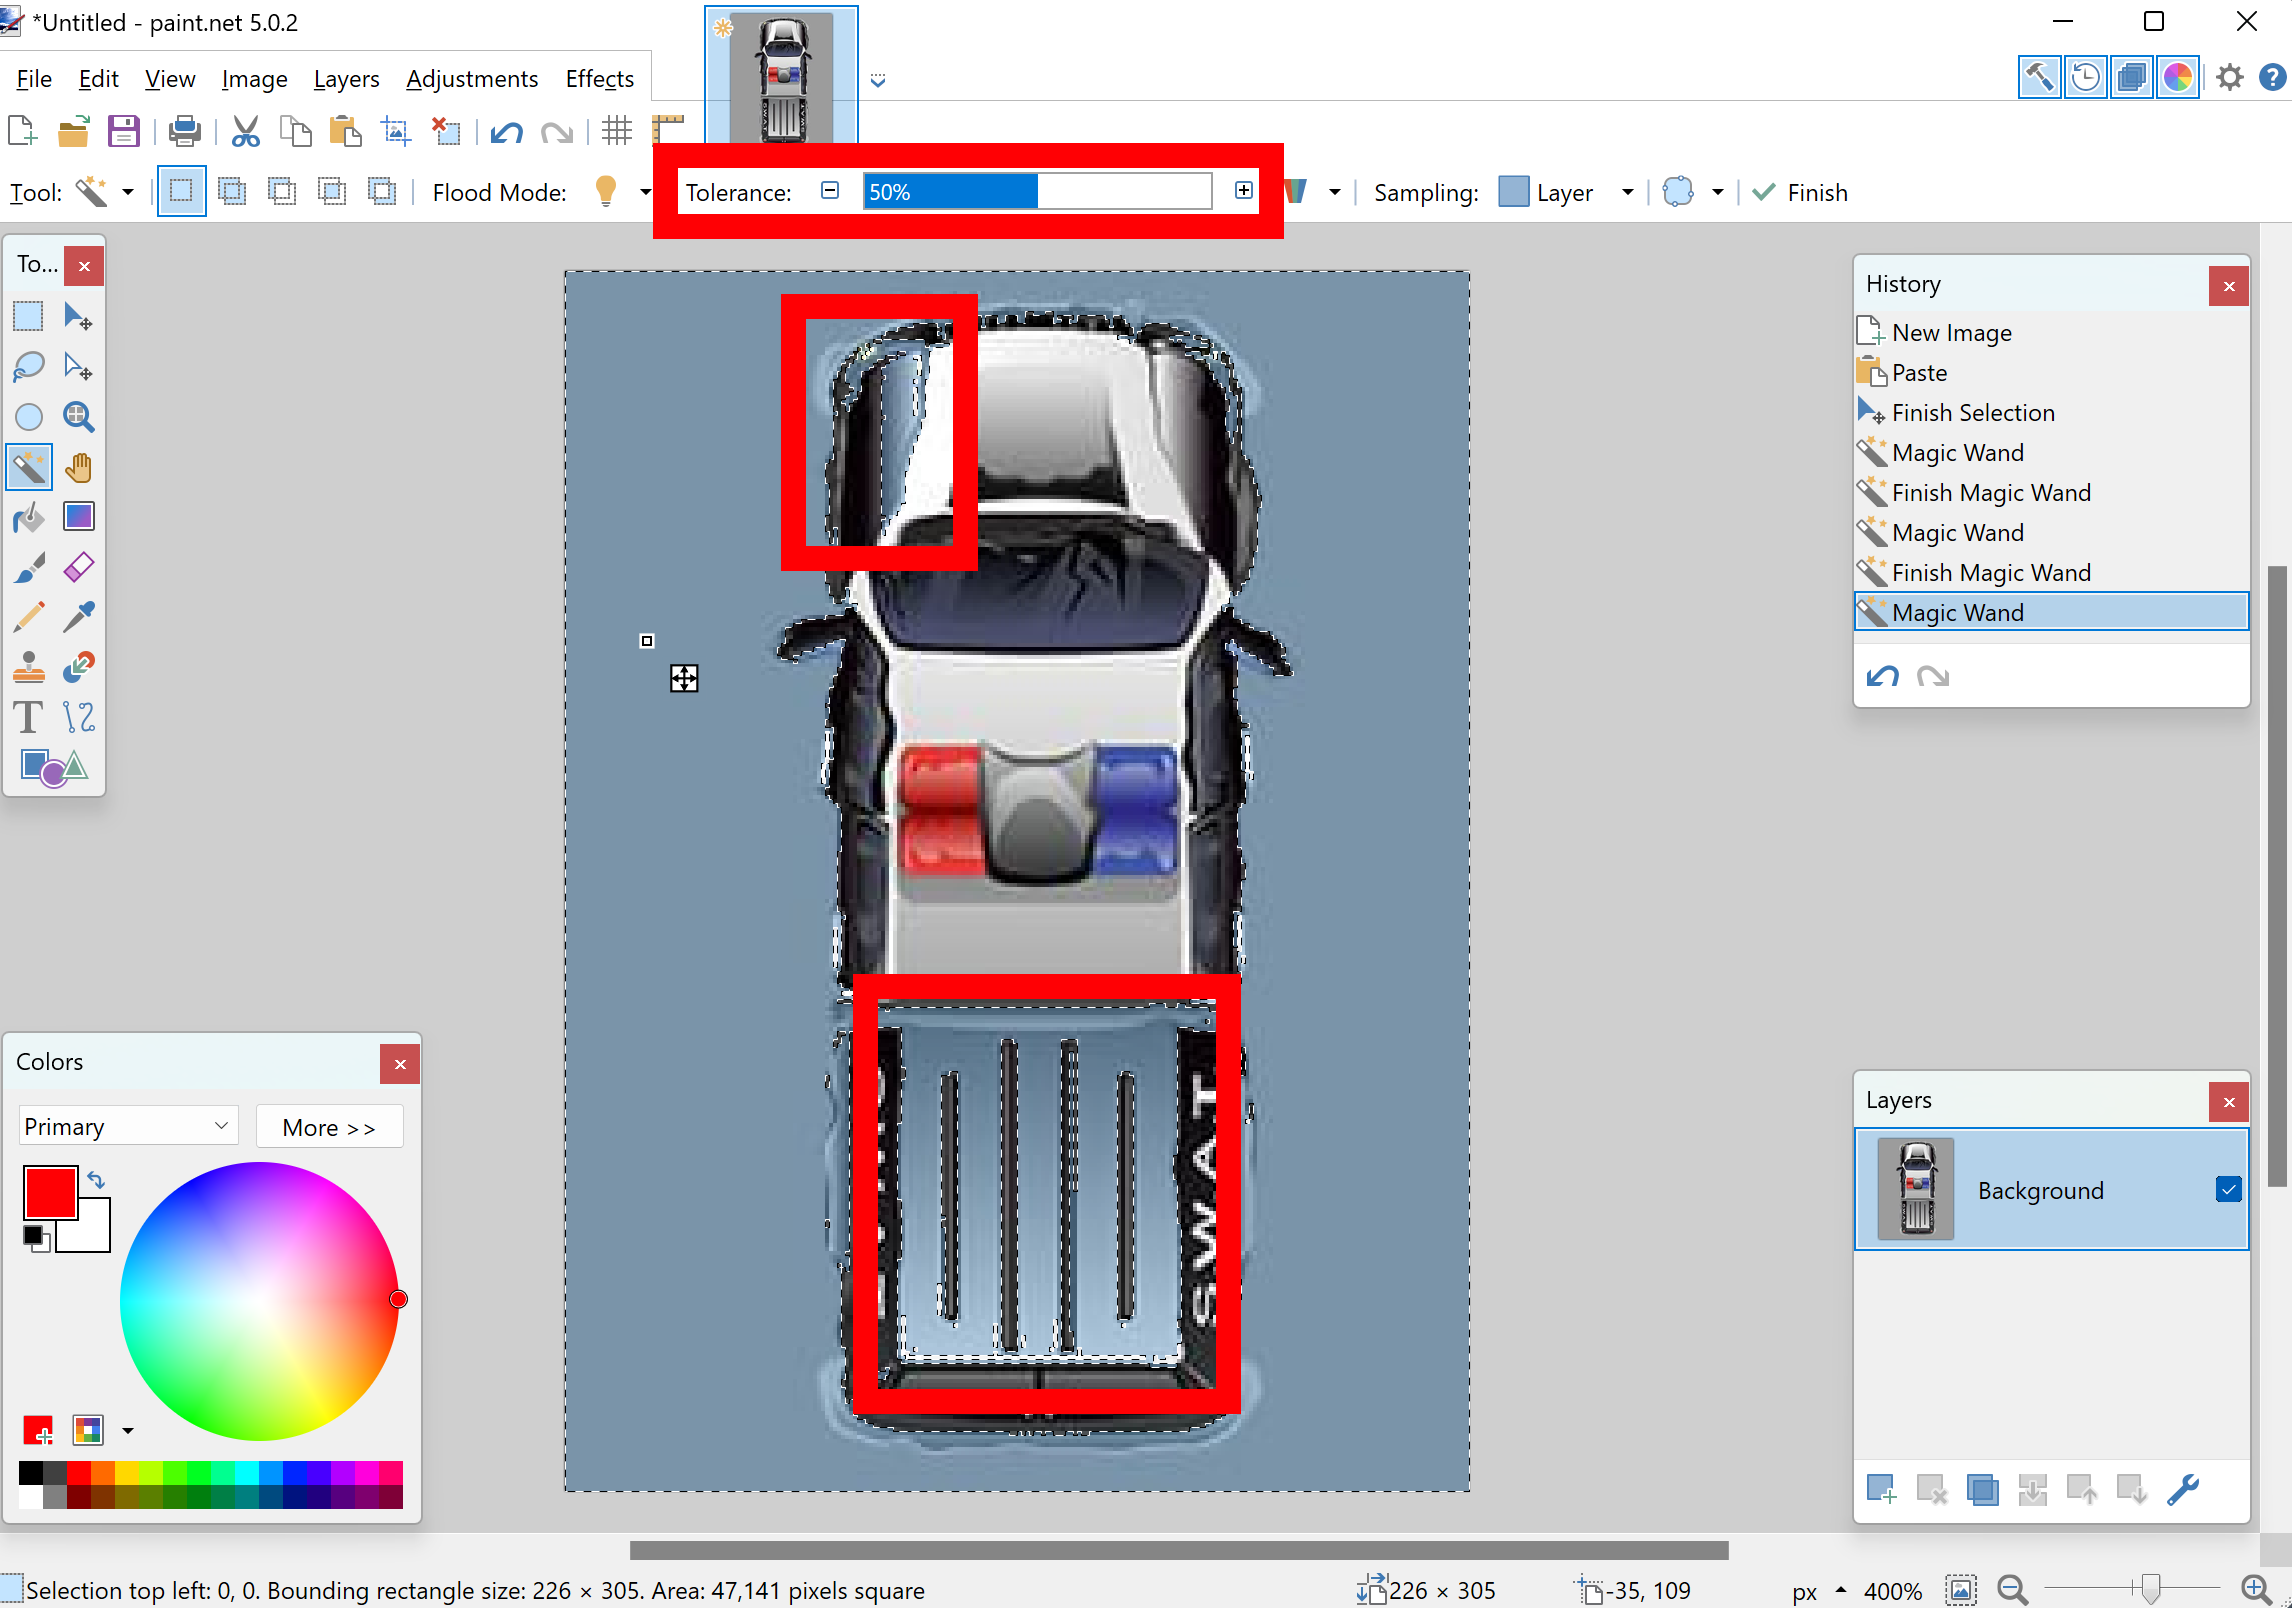 *Untitled - paint.net 5.0.2
File Edit View Image Layers Adjustments Effects
Tool: Flood Mode: Tolerance: 50% Sampling: Layer Finish
To...
History
New Image
Paste
Finish Selection
Magic Wand
Finish Magic Wand
Magic Wand
Finish Magic Wand
Magic Wand
SWAT
Colors
Primary More >>
Layers
Background
Selection top left: 0, 0. Bounding rectangle size: 226 × 305. Area: 47,141 pixels square 226 × 305 -35, 109 px 400%